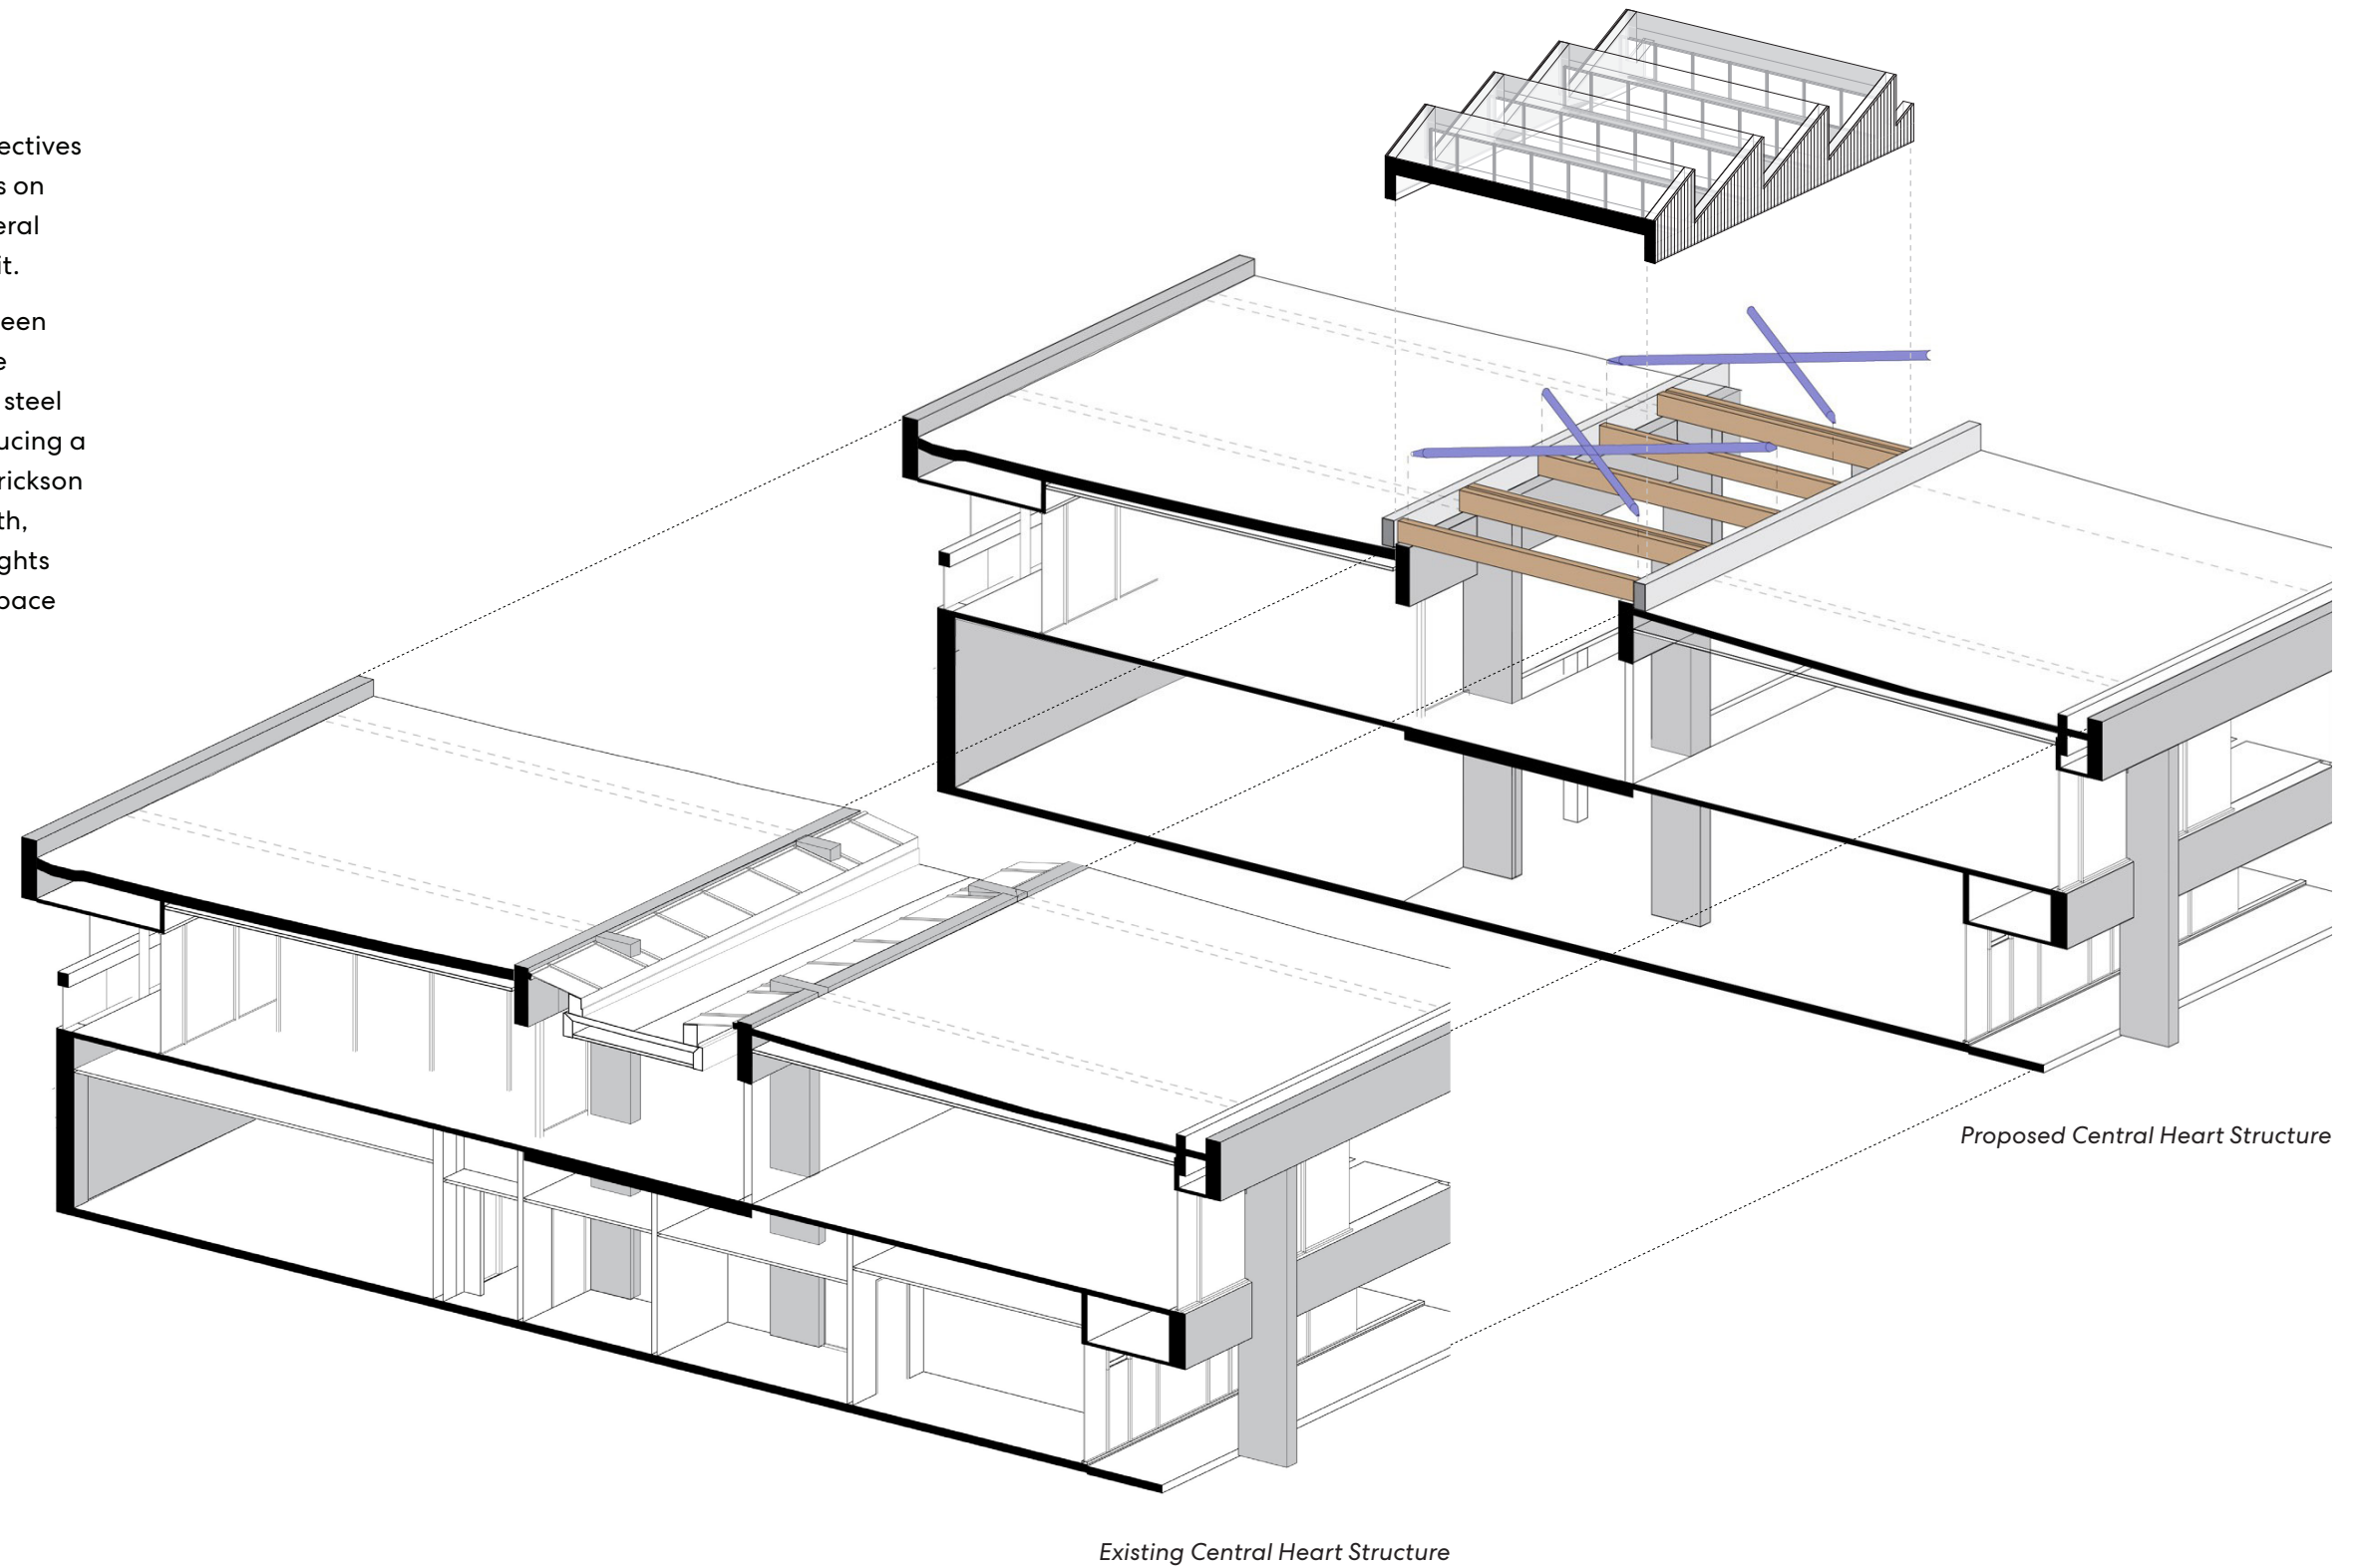 ectives
s on
eral
it.
een
e
steel
ucing a
rickson
th,
ghts
pace
Proposed Central Heart Structure
Existing Central Heart Structure